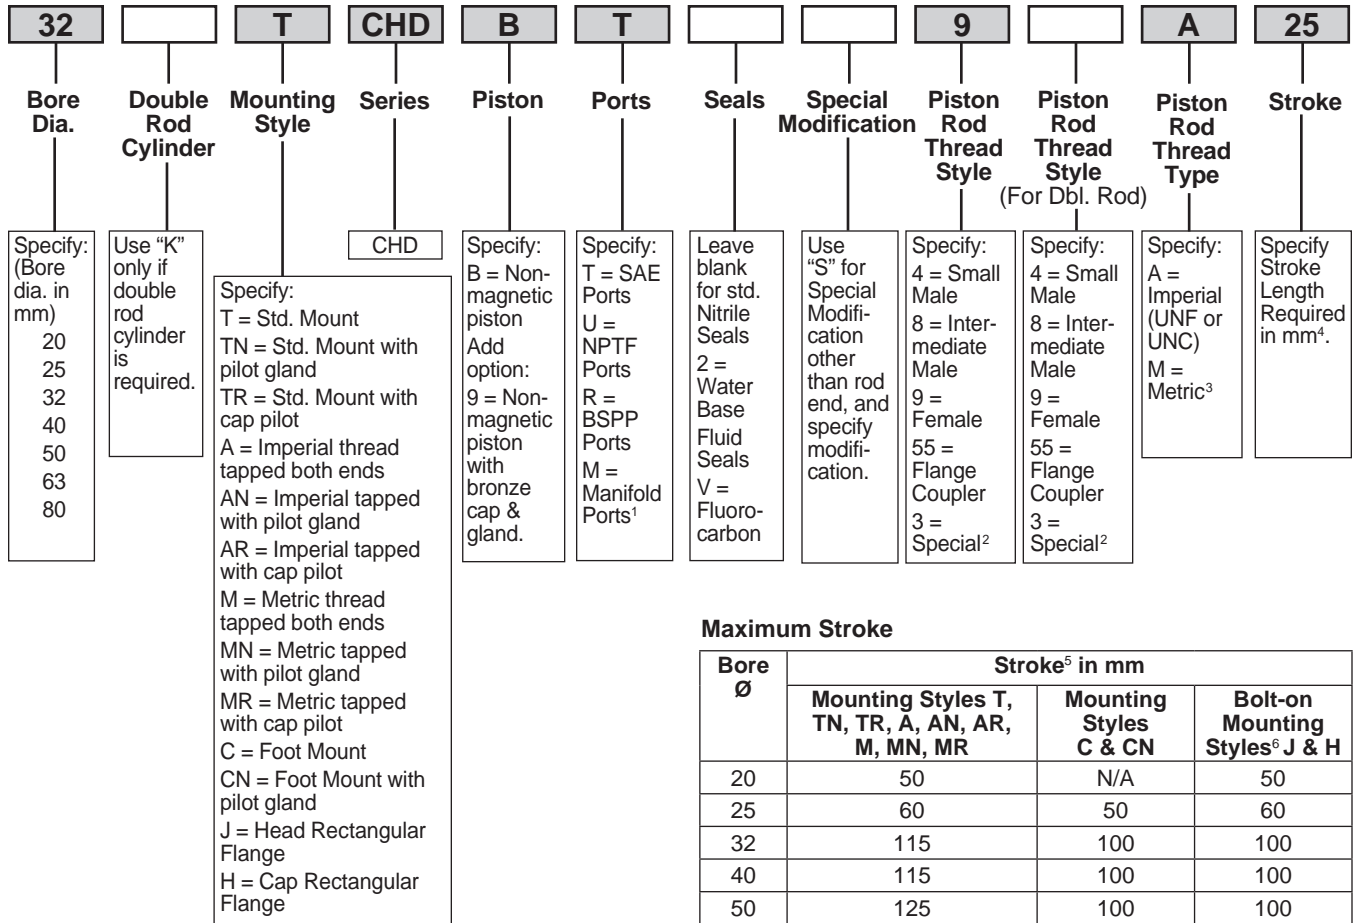 32 T CHD B T 9 A 25
Bore
Dia.
Double
Rod
Cylinder
Mounting
Style
Series
Piston
Ports
Seals
Special
Modification
Piston
Rod
Thread
Style
Piston
Rod
Thread
Style
(For Dbl. Rod)
Piston
Rod
Thread
Type
Stroke
Specify:
(Bore
dia. in
mm)
20
25
32
40
50
63
80
Use “K”
only if
double
rod
cylinder
is
required.
Specify:
T = Std. Mount
TN = Std. Mount with
pilot gland
TR = Std. Mount with
cap pilot
A = Imperial thread
tapped both ends
AN = Imperial tapped
with pilot gland
AR = Imperial tapped
with cap pilot
M = Metric thread
tapped both ends
MN = Metric tapped
with pilot gland
MR = Metric tapped
with cap pilot
C = Foot Mount
CN = Foot Mount with
pilot gland
J = Head Rectangular
Flange
H = Cap Rectangular
Flange
CHD
Specify:
B = Non-
magnetic
piston
Add
option:
9 = Non-
magnetic
piston
with
bronze
cap &
gland.
Specify:
T = SAE
Ports
U =
NPTF
Ports
R =
BSPP
Ports
M =
Manifold
Ports¹
Leave
blank
for std.
Nitrile
Seals
2 =
Water
Base
Fluid
Seals
V =
Fluoro-
carbon
Use
“S” for
Special
Modifi-
cation
other
than rod
end, and
specify
modifi-
cation.
Specify:
4 = Small
Male
8 = Inter-
mediate
Male
9 =
Female
55 =
Flange
Coupler
3 =
Special²
Specify:
4 = Small
Male
8 = Inter-
mediate
Male
9 =
Female
55 =
Flange
Coupler
3 =
Special²
Specify:
A =
Imperial
(UNF or
UNC)
M =
Metric³
Specify
Stroke
Length
Required
in mm⁴.
Maximum Stroke
Bore
Ø
Stroke⁵ in mm
Mounting Styles T,
TN, TR, A, AN, AR,
M, MN, MR
Mounting
Styles
C & CN
Bolt-on
Mounting
Styles⁶ J & H
20 50 N/A 50
25 60 50 60
32 115 100 100
40 115 100 100
50 125 100 100